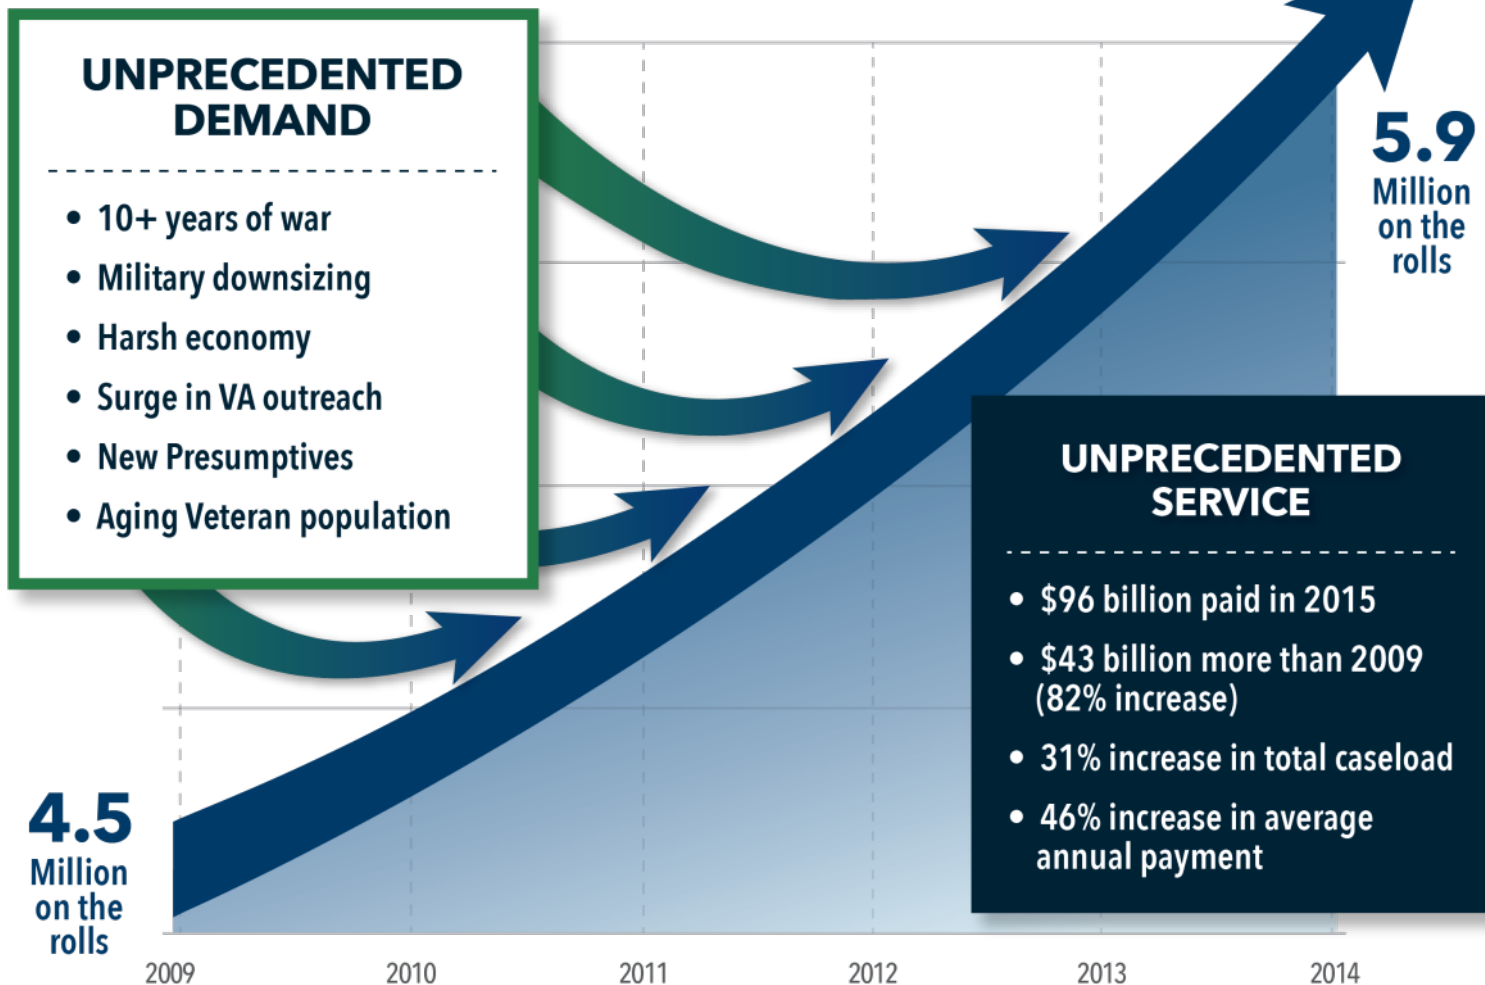 UNPRECEDENTED
DEMAND
• 10+ years of war
• Military downsizing
• Harsh economy
• Surge in VA outreach
• New Presumptives
• Aging Veteran population
5.9
Million
on the
rolls
UNPRECEDENTED
SERVICE
• $96 billion paid in 2015
• $43 billion more than 2009
(82% increase)
• 31% increase in total caseload
• 46% increase in average
annual payment
4.5
Million
on the
rolls
2009 2010 2011 2012 2013 2014